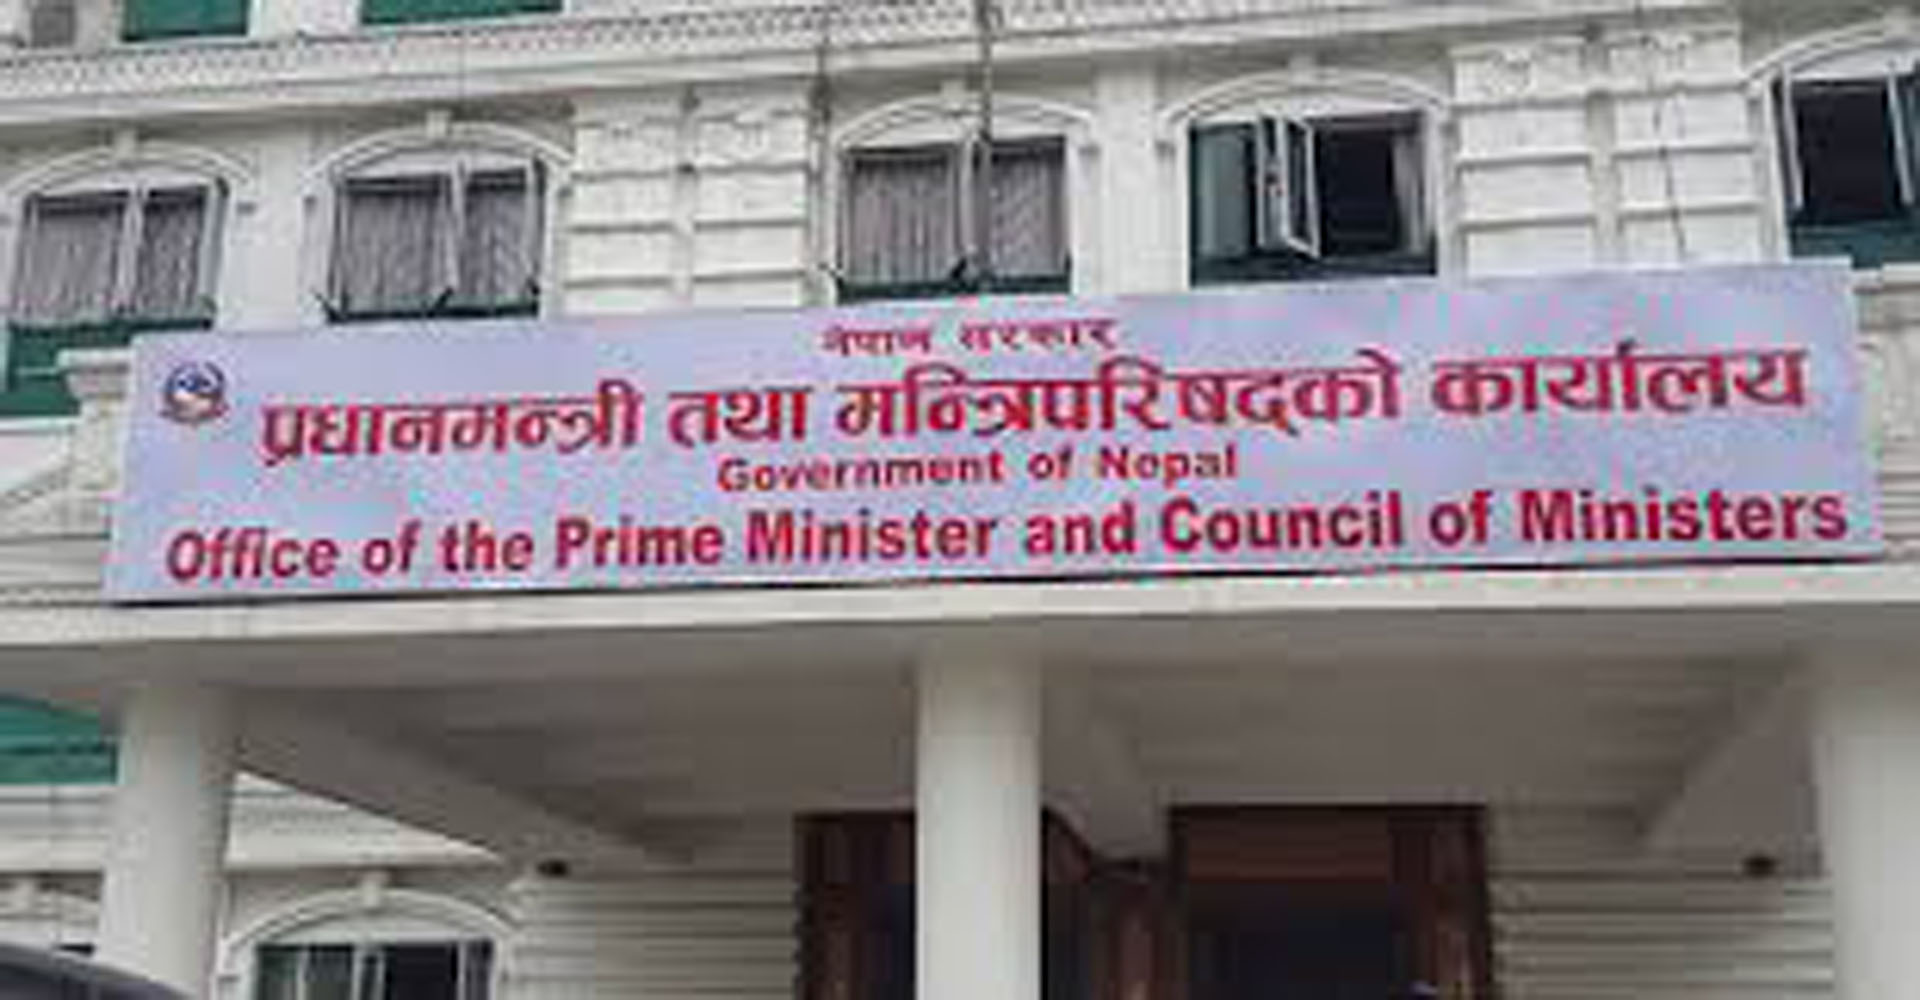 नेपाल सरकार
प्रधानमन्त्री तथा मन्त्रिपरिषद्को कार्यालय
Government of Nepal
Office of the Prime Minister and Council of Ministers